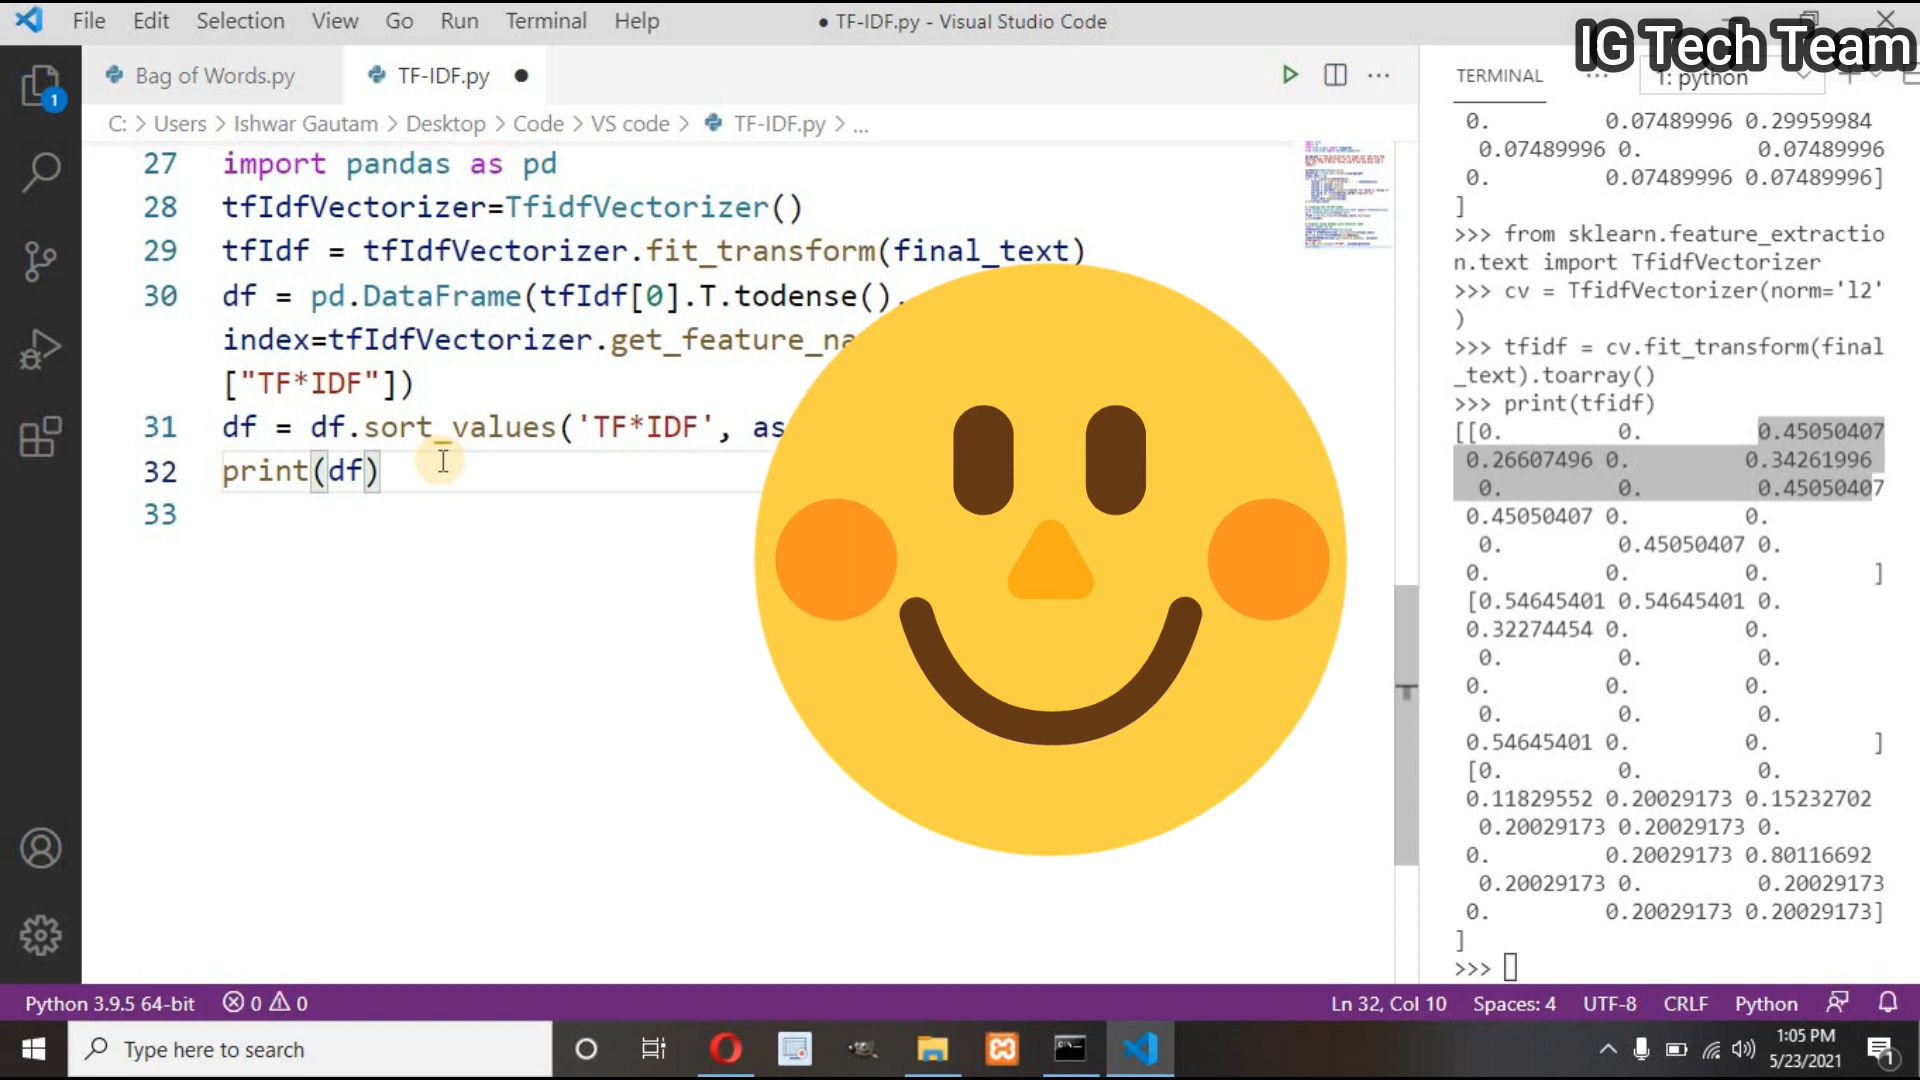 File Edit Selection View Go Run Terminal Help
● TF-IDF.py - Visual Studio Code
IG Tech Team
Bag of Words.py
TF-IDF.py ●
C: > Users > Ishwar Gautam > Desktop > Code > VS code > TF-IDF.py > ...
27 import pandas as pd
28 tfIdfVectorizer=TfidfVectorizer()
29 tfIdf = tfIdfVectorizer.fit_transform(final_text)
30 df = pd.DataFrame(tfIdf[0].T.todense()
index=tfIdfVectorizer.get_feature_na
["TF*IDF"])
31 df = df.sort_values('TF*IDF', as
32 print(df)
33
TERMINAL ... 1: python
0. 0.07489996 0.29959984
0.07489996 0. 0.07489996
0. 0.07489996 0.07489996]
]
>>> from sklearn.feature_extractio
n.text import TfidfVectorizer
>>> cv = TfidfVectorizer(norm='l2'
)
>>> tfidf = cv.fit_transform(final
_text).toarray()
>>> print(tfidf)
[[0. 0. 0.45050407
0.26607496 0. 0.34261996
0. 0. 0.45050407
0.45050407 0. 0.
0. 0.45050407 0.
0. 0. 0. ]
[0.54645401 0.54645401 0.
0.32274454 0. 0.
0. 0. 0.
0. 0. 0.
0. 0. 0.
0.54645401 0. 0. ]
[0. 0. 0.
0.11829552 0.20029173 0.15232702
0.20029173 0.20029173 0.
0. 0.20029173 0.80116692
0.20029173 0. 0.20029173
0. 0.20029173 0.20029173]
]
>>>
Python 3.9.5 64-bit 0 0
Ln 32, Col 10 Spaces: 4 UTF-8 CRLF Python
Type here to search
1:05 PM
5/23/2021
1